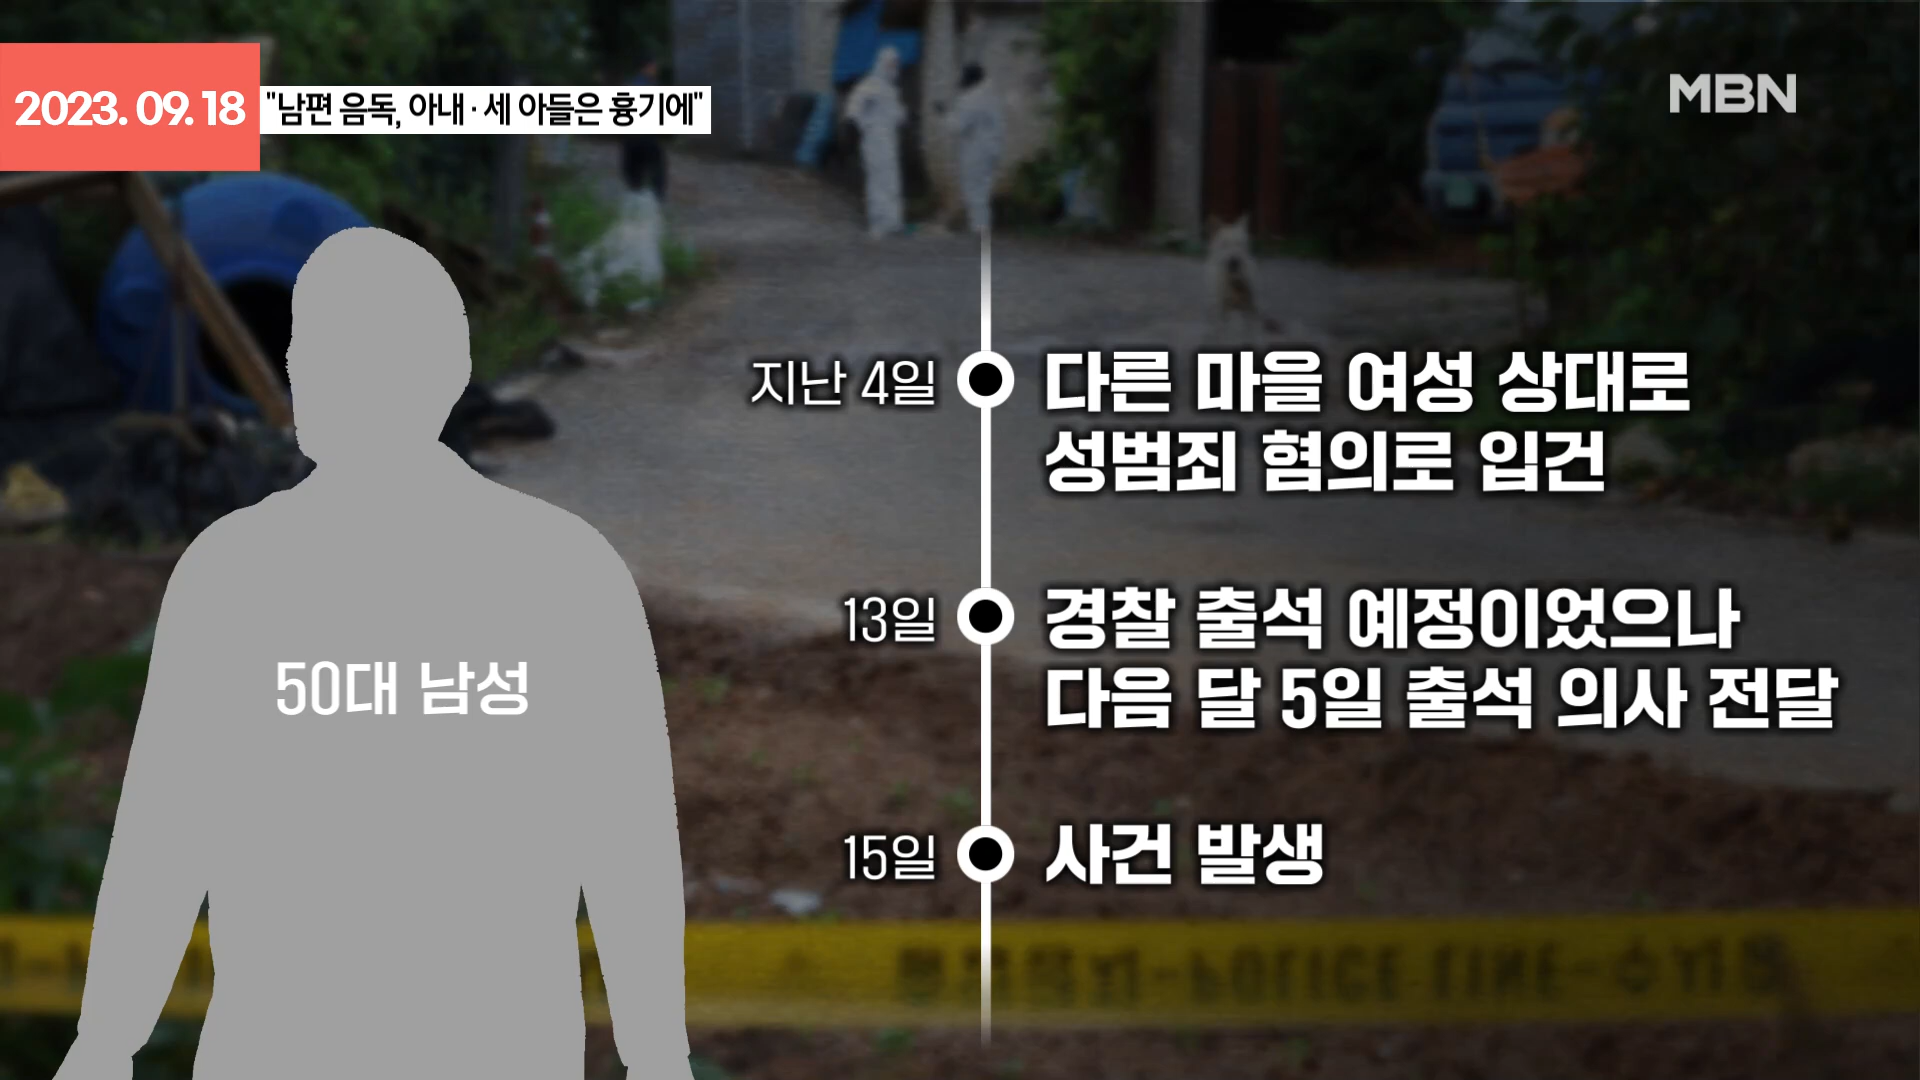 2023. 09. 18
"남편 음독, 아내·세 아들은 흉기에"
MBN
지난 4일
다른 마을 여성 상대로
성범죄 혐의로 입건
13일
경찰 출석 예정이었으나
다음 달 5일 출석 의사 전달
15일
사건 발생
50대 남성